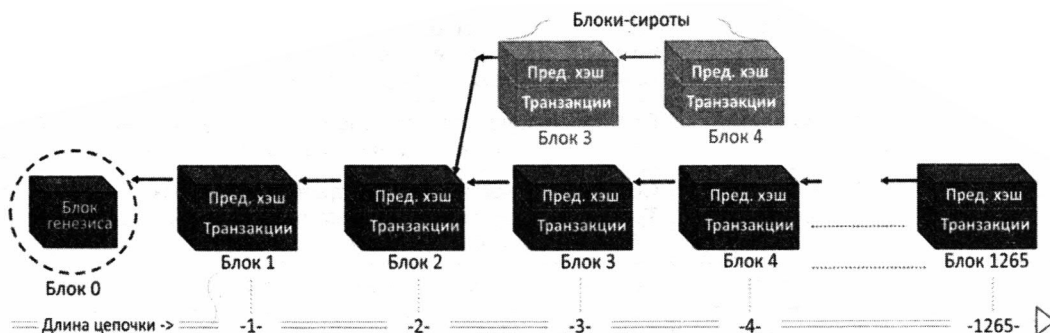 Блоки-сироты
Пред. хэш Пред. хэш
Транзакции Транзакции
Блок 3 Блок 4
Блок генезиса
Пред. хэш Пред. хэш Пред. хэш Пред. хэш Пред. хэш
Транзакции Транзакции Транзакции Транзакции Транзакции
Блок 0 Блок 1 Блок 2 Блок 3 Блок 4 Блок 1265
Длина цепочки -> -1- -2- -3- -4- -1265-